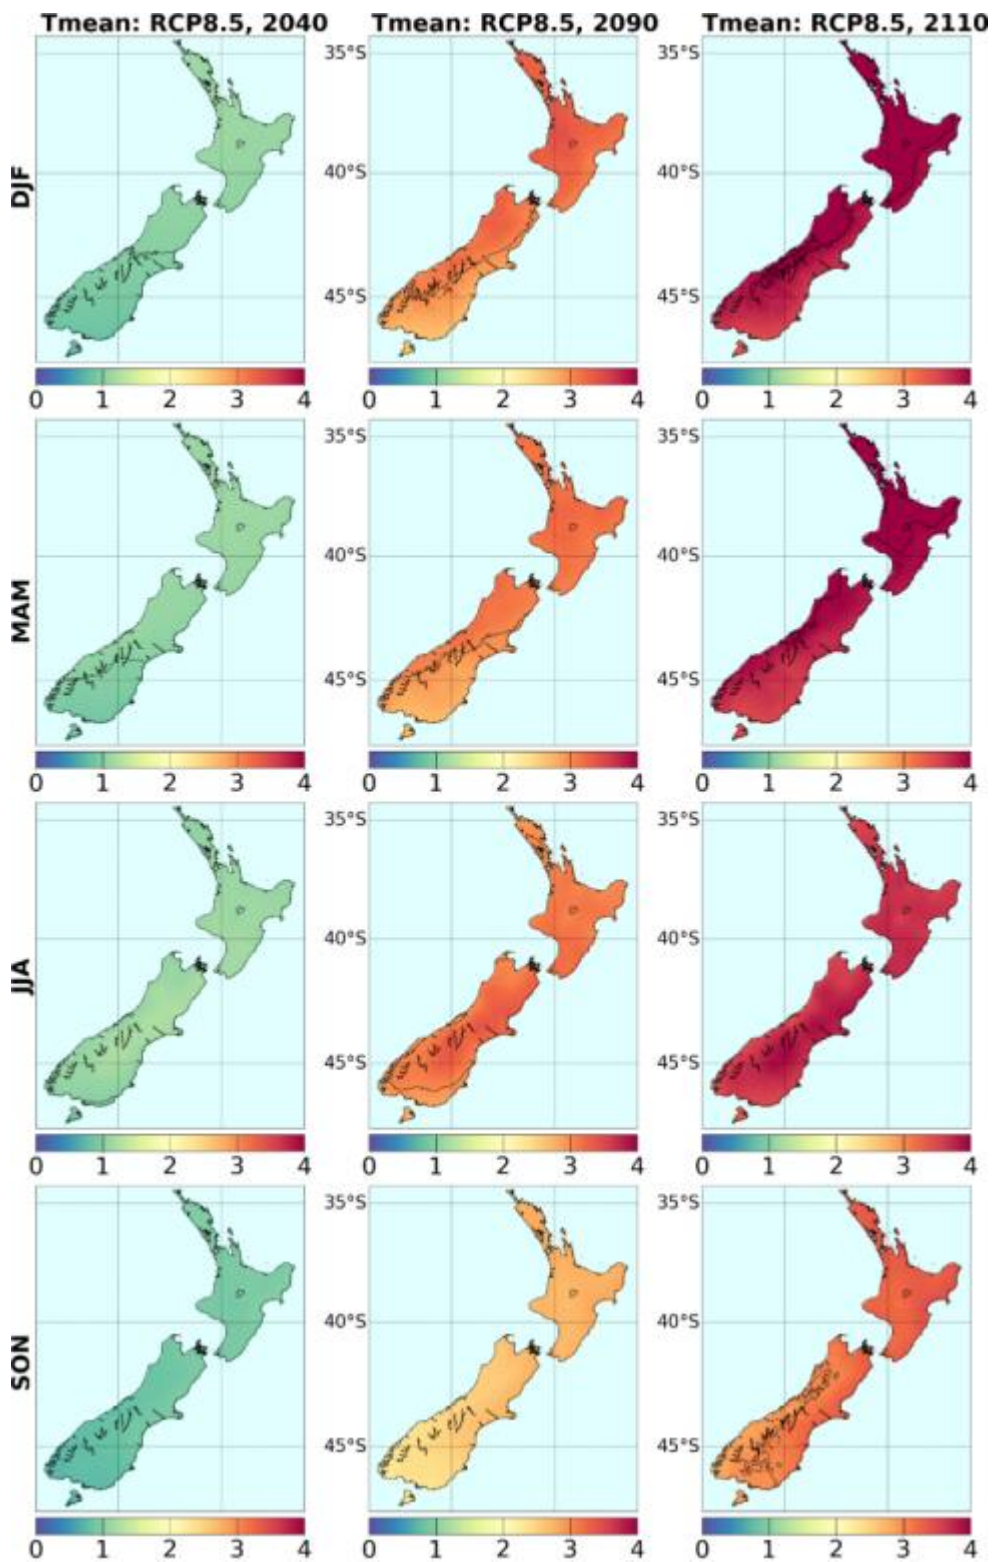 Tmean: RCP8.5, 2040 Tmean: RCP8.5, 2090 Tmean: RCP8.5, 2110
35°S 35°S
40°S 40°S
DJF
45°S 45°S
0 1 2 3 4 0 1 2 3 4 0 1 2 3 4
35°S 35°S
40°S 40°S
MAM
45°S 45°S
0 1 2 3 4 0 1 2 3 4 0 1 2 3 4
35°S 35°S
40°S 40°S
JJA
45°S 45°S
0 1 2 3 4 0 1 2 3 4 0 1 2 3 4
35°S 35°S
40°S 40°S
SON
45°S 45°S
0 1 2 3 4 0 1 2 3 4 0 1 2 3 4